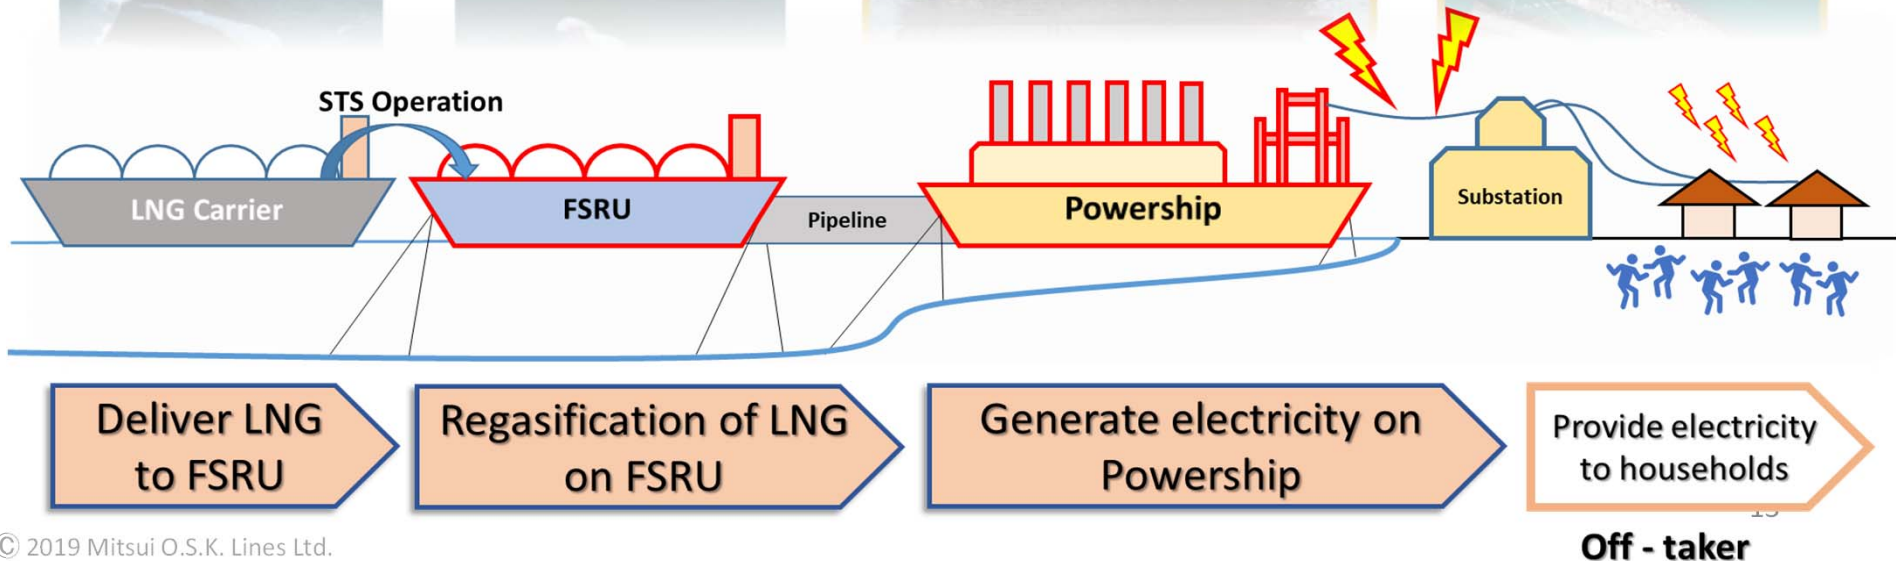 STS Operation
LNG Carrier
FSRU
Pipeline
Powership
Substation
Deliver LNG
to FSRU
Regasification of LNG
on FSRU
Generate electricity on
Powership
Provide electricity
to households
© 2019 Mitsui O.S.K. Lines Ltd.
Off - taker